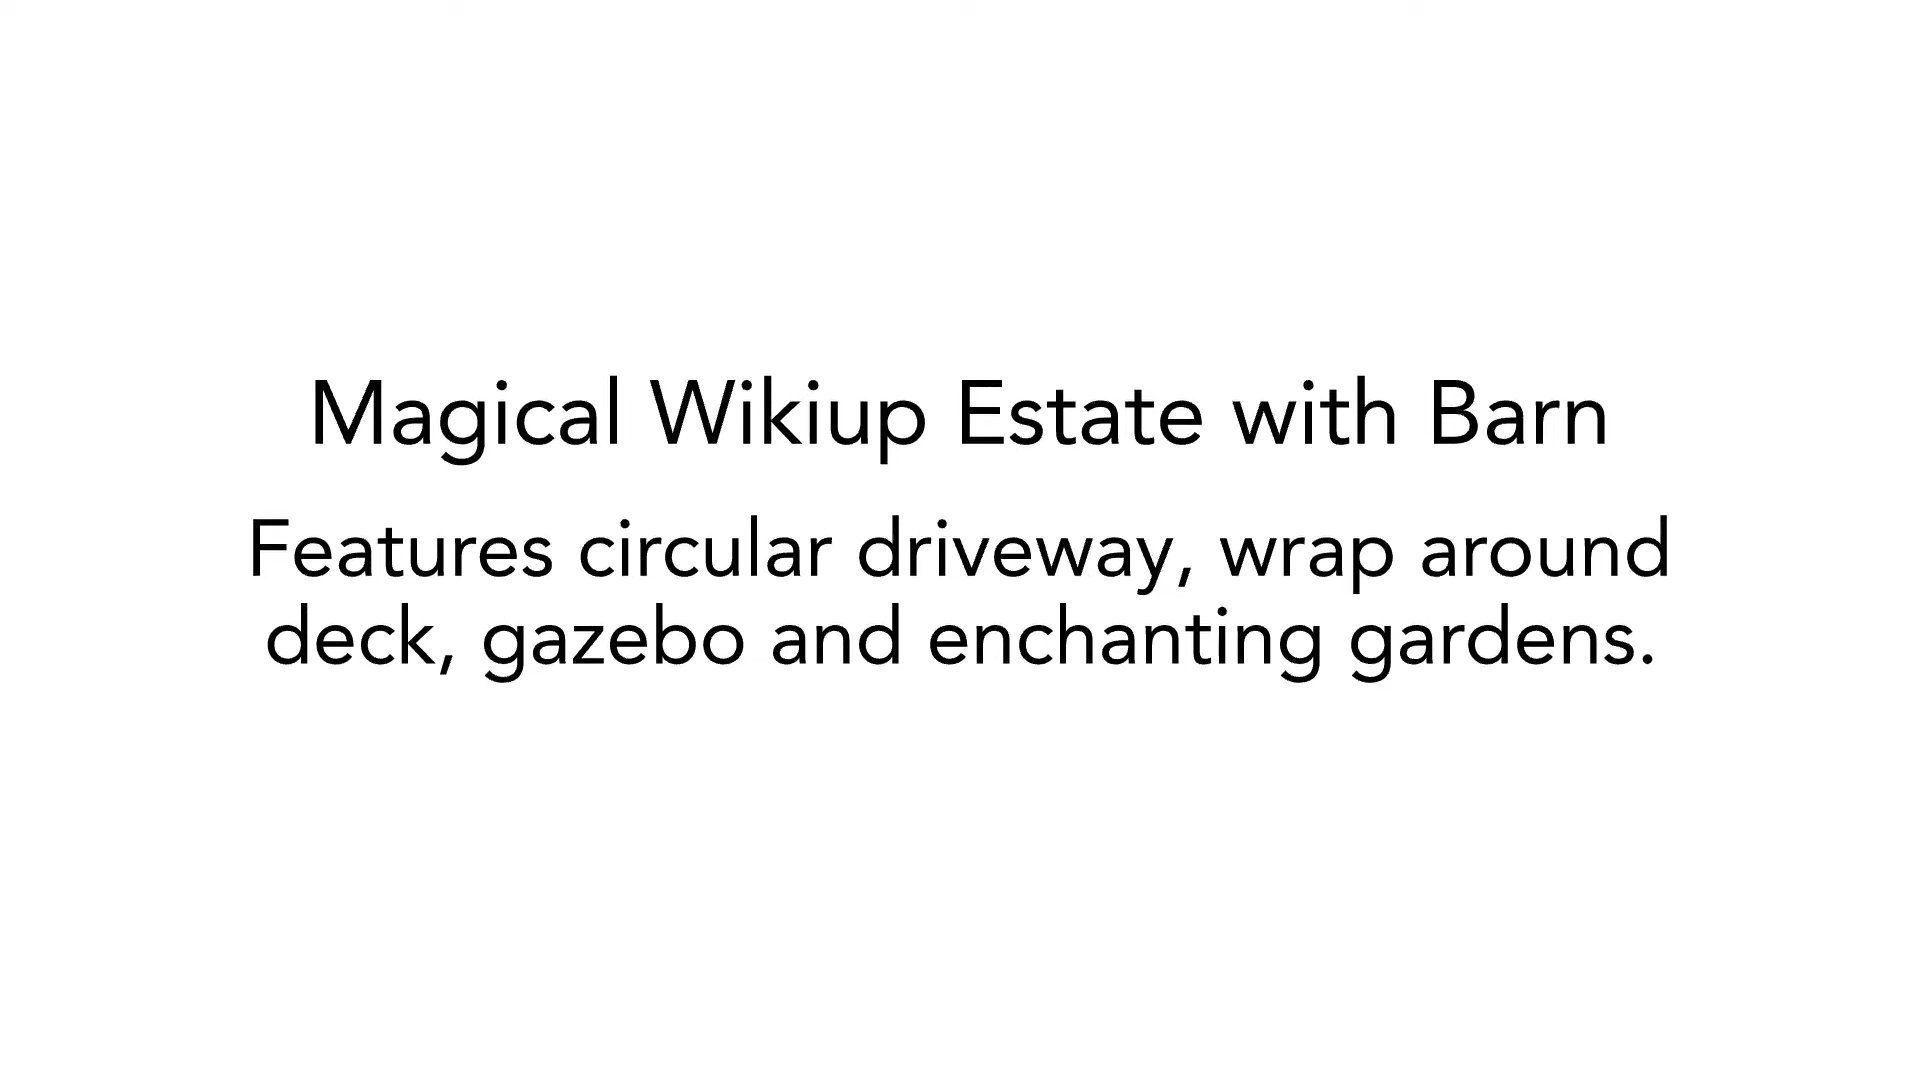 Magical Wikiup Estate with Barn
Features circular driveway, wrap around
deck, gazebo and enchanting gardens.